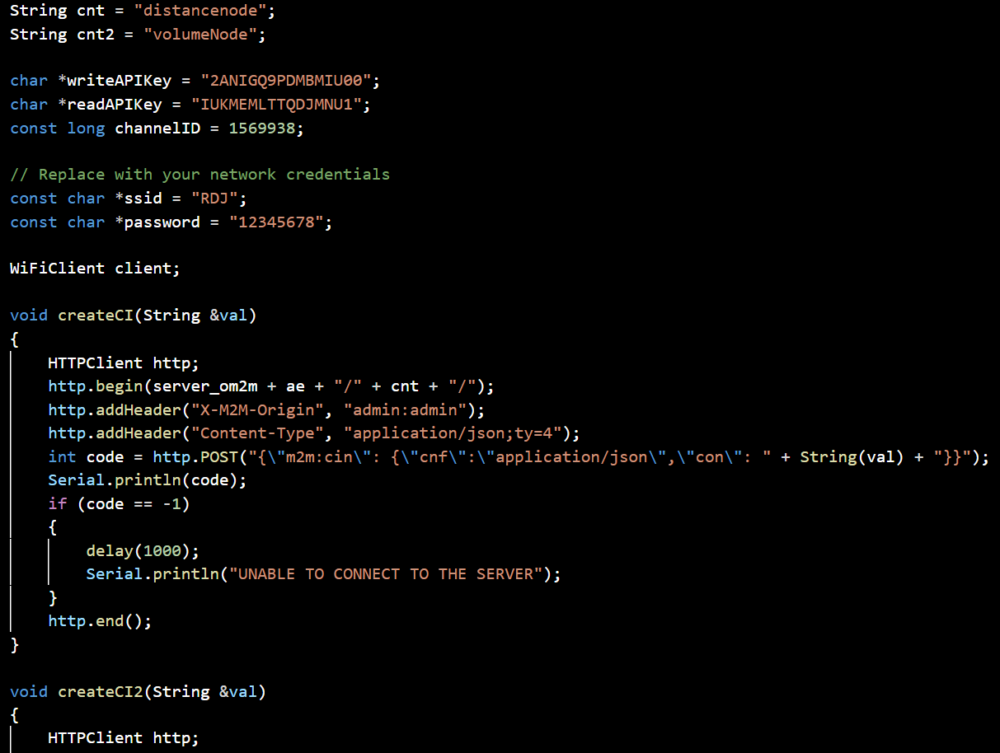 String cnt = "distancenode";
String cnt2 = "volumeNode";
char *writeAPIKey = "2ANIGQ9PDMBMIU00";
char *readAPIKey = "IUKMEMLTTQDJMNU1";
const long channelID = 1569938;
// Replace with your network credentials
const char *ssid = "RDJ";
const char *password = "12345678";
WiFiClient client;
void createCI(String &val)
{
HTTPClient http;
http.begin(server_om2m + ae + "/" + cnt + "/");
http.addHeader("X-M2M-Origin", "admin:admin");
http.addHeader("Content-Type", "application/json;ty=4");
int code = http.POST("{\"m2m:cin\": {\"cnf\":\"application/json\",\"con\": " + String(val) + "}}");
Serial.println(code);
if (code == -1)
{
delay(1000);
Serial.println("UNABLE TO CONNECT TO THE SERVER");
}
http.end();
}
void createCI2(String &val)
{
HTTPClient http;